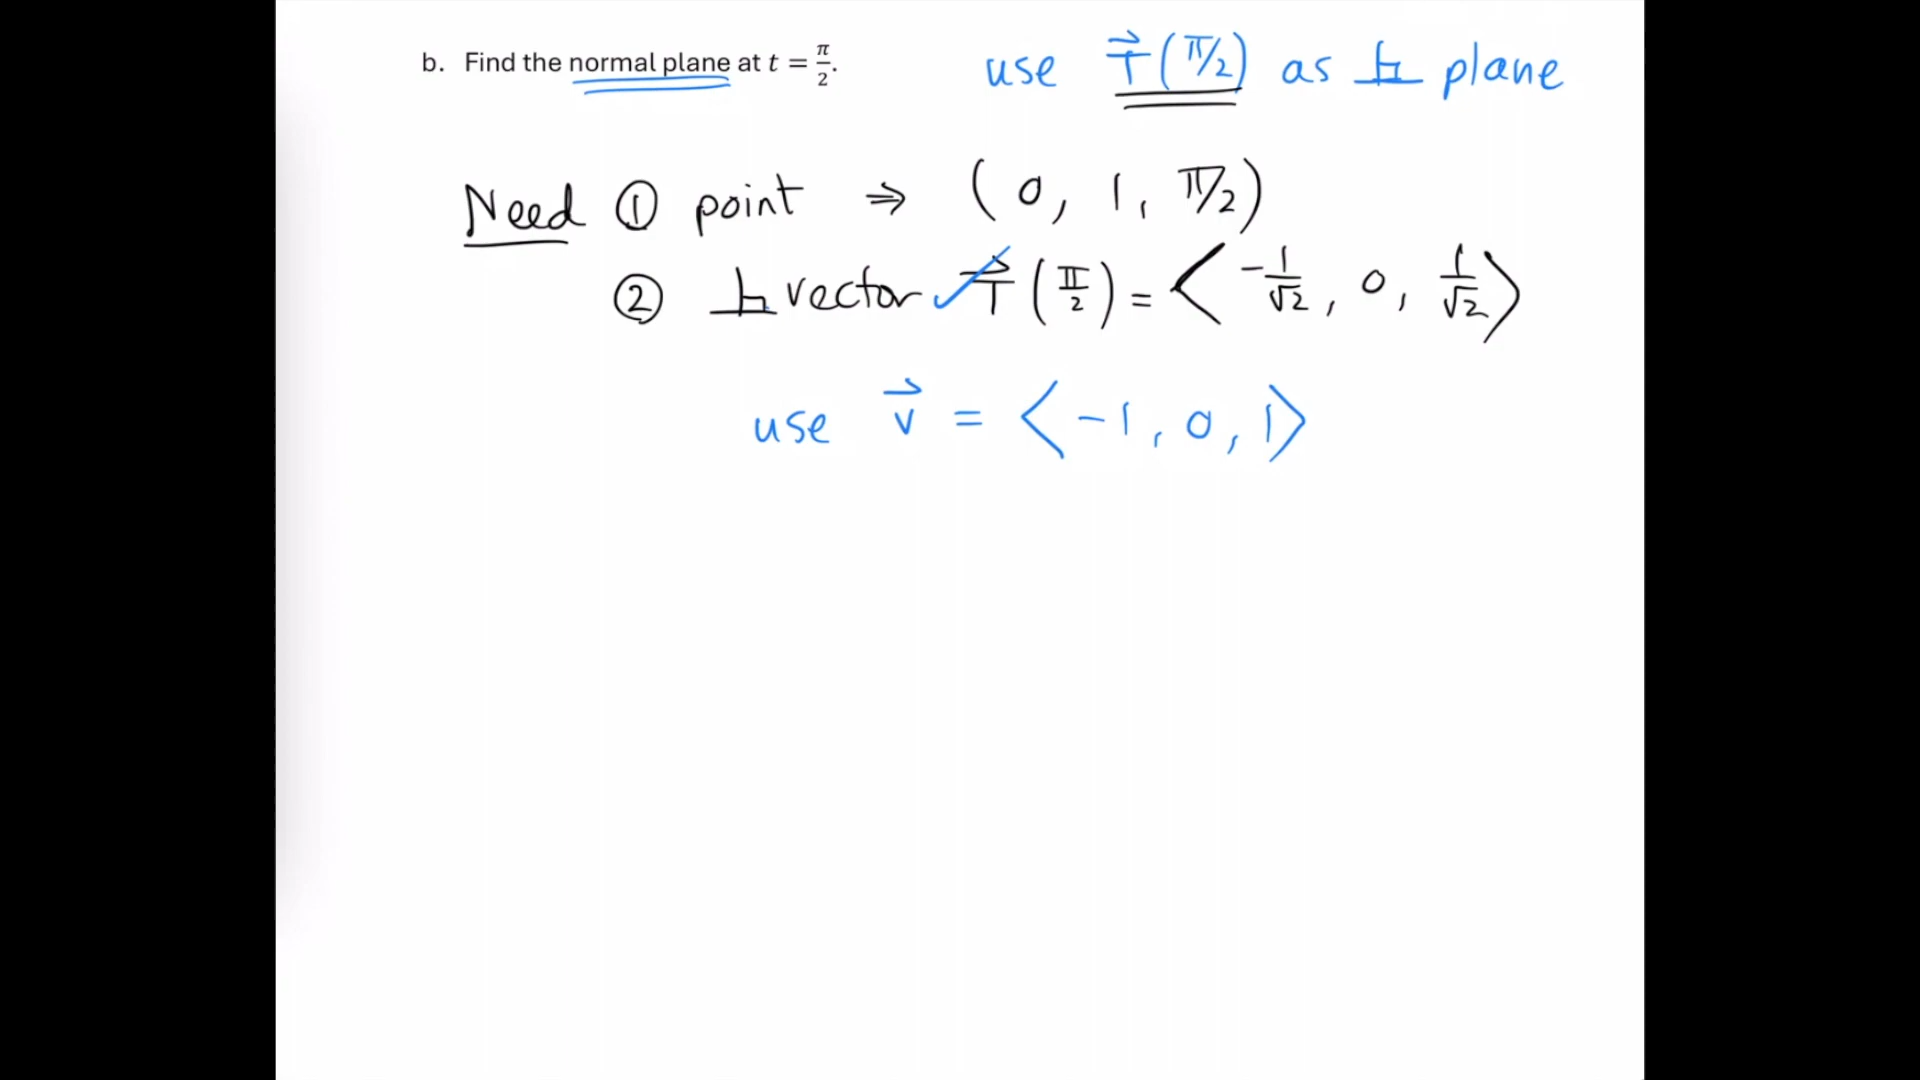 b. Find the normal plane at t = π/2. use T⃗(π/2) as ⊥ plane
Need ① point ⇒ (0, 1, π/2)
② ⊥ vector ✓ T⃗(π/2) = ⟨-1/√2, 0, 1/√2⟩
use v⃗ = ⟨-1, 0, 1⟩